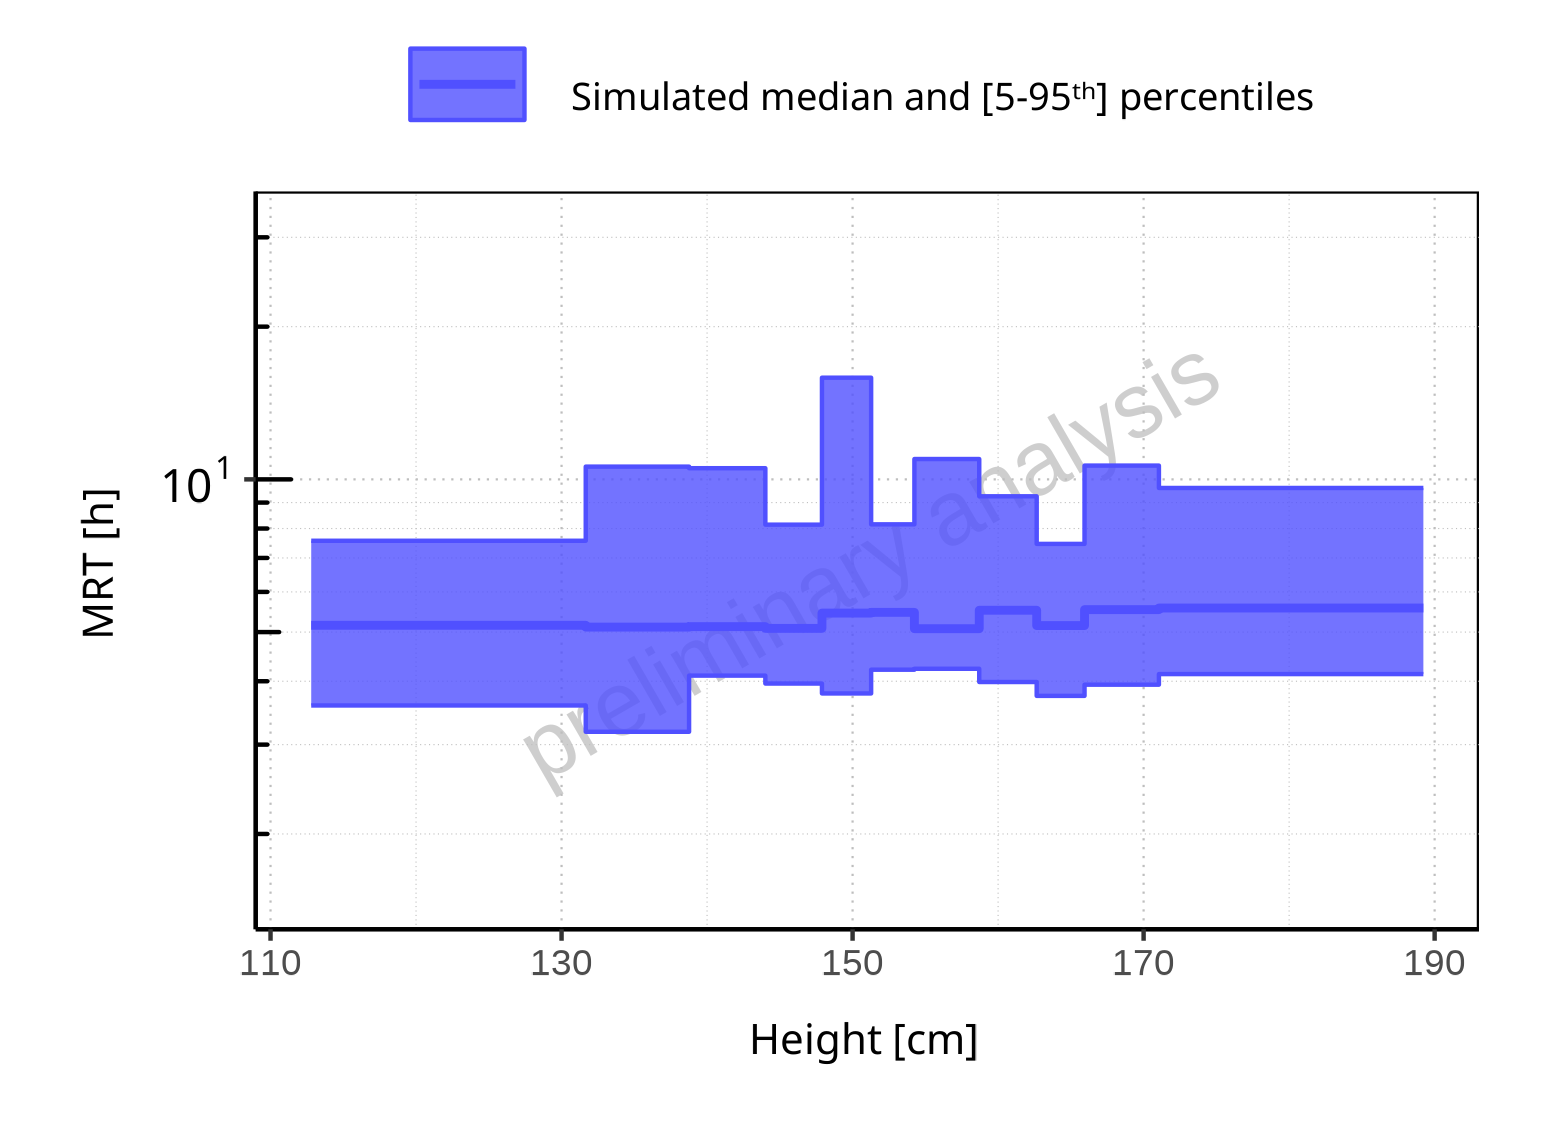 Simulated median and [5-95ᵗʰ] percentiles
10¹
MRT [h]
preliminary analysis
110 130 150 170 190
Height [cm]